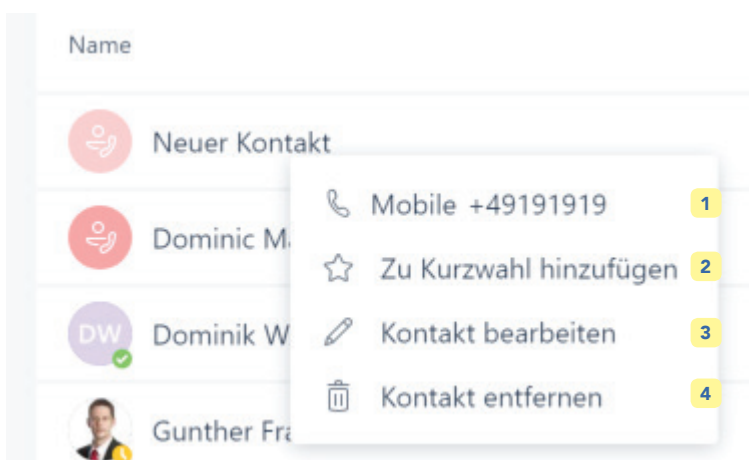 Name
Neuer Kontakt
Mobile +49191919 1
Dominic Ma
Zu Kurzwahl hinzufügen 2
DW Dominik W
Kontakt bearbeiten 3
Kontakt entfernen 4
Gunther Fra